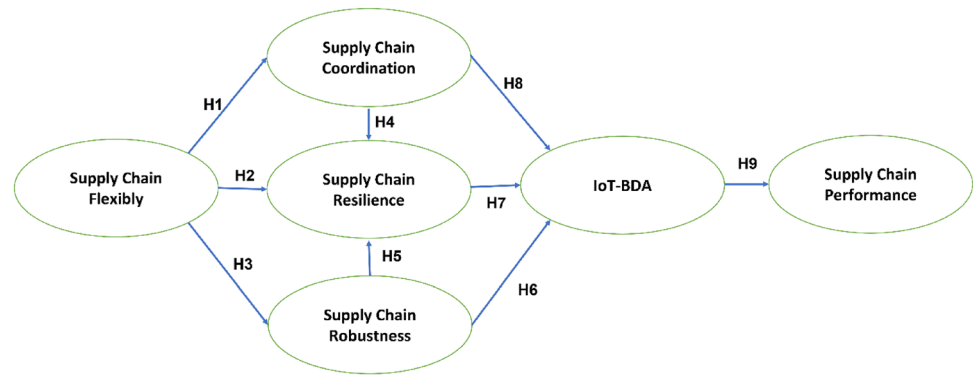 Supply Chain
Coordination
H1
H8
H4
Supply Chain
Flexibly
H2
Supply Chain
Resilience
H7
IoT-BDA
H9
Supply Chain
Performance
H3
H5
H6
Supply Chain
Robustness